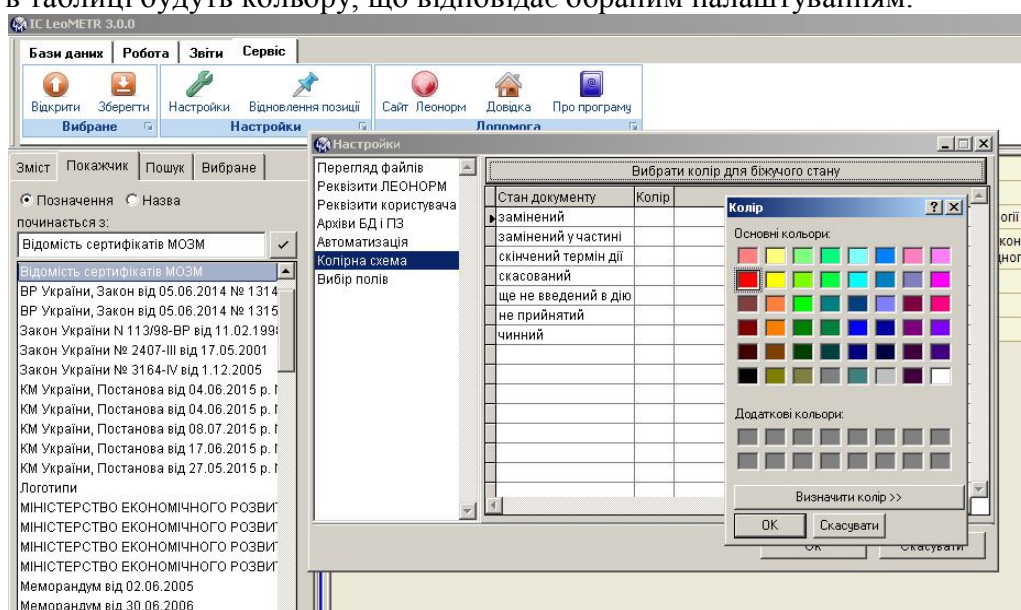 в таблиці будуть кольору, що відповідає обраним налаштуванням.
IC LeoMETR 3.0.0
Бази даних Робота Звіти Сервіс
Відкрити Зберегти Настройки Відновлення позиції Сайт Леонорм Довідка Про програму
Вибране Настройки Допомога
Настройки
Зміст Покажчик Пошук Вибране
Позначення Назва
починається з:
Відомість сертифікатів МОЗМ
Відомість сертифікатів МОЗМ
ВР України, Закон від 05.06.2014 № 1314
ВР України, Закон від 05.06.2014 № 1315
Закон України N 113/98-ВР від 11.02.199
Закон України № 2407-III від 17.05.2001
Закон України № 3164-IV від 1.12.2005
КМ України, Постанова від 04.06.2015 р.
КМ України, Постанова від 04.06.2015 р.
КМ України, Постанова від 08.07.2015 р.
КМ України, Постанова від 17.06.2015 р.
КМ України, Постанова від 27.05.2015 р.
Логотипи
МІНІСТЕРСТВО ЕКОНОМІЧНОГО РОЗВИ
МІНІСТЕРСТВО ЕКОНОМІЧНОГО РОЗВИ
МІНІСТЕРСТВО ЕКОНОМІЧНОГО РОЗВИ
МІНІСТЕРСТВО ЕКОНОМІЧНОГО РОЗВИ
Меморандум від 02.06.2005
Меморандум від 30.06.2006
Перегляд файлів
Реквізити ЛЕОНОРМ
Реквізити користувача
Архіви БД і ПЗ
Автоматизація
Колірна схема
Вибір полів
Вибрати колір для біжучого стану
Стан документу Колір
замінений
замінений у частині
скінчений термін дії
скасований
ще не введений в дію
не прийнятий
чинний
Колір
Основні кольори:
Додаткові кольори:
Визначити колір >>
OK Скасувати
OK Скасувати